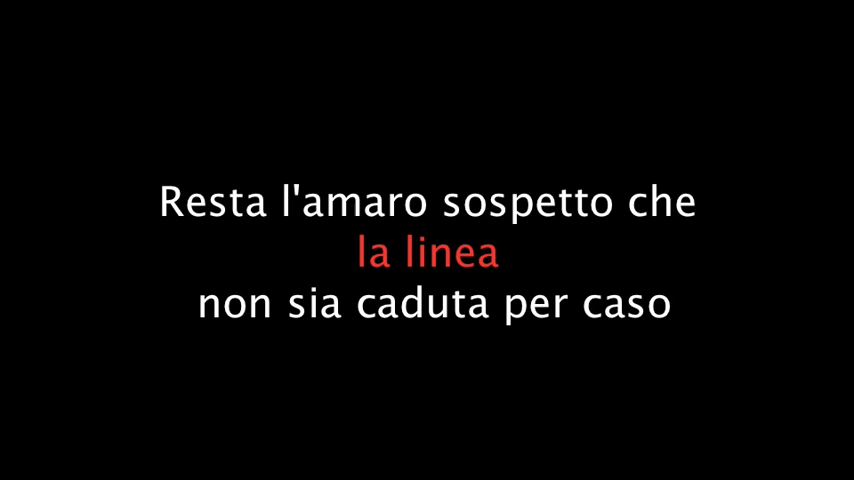 Resta l'amaro sospetto che
la linea
non sia caduta per caso